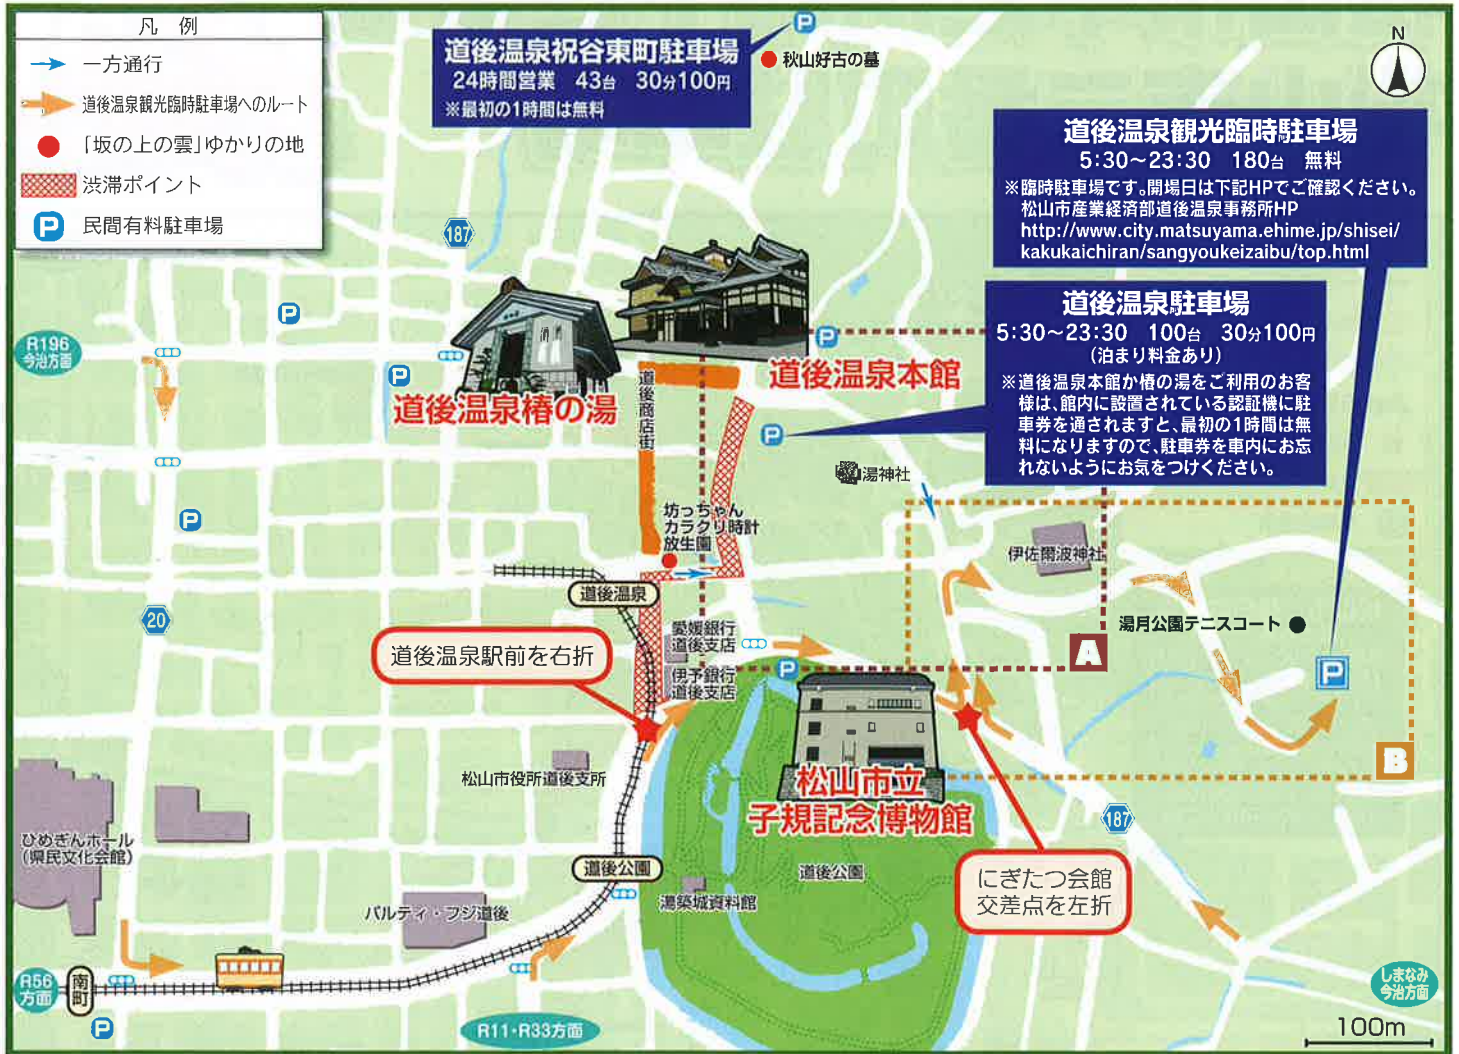 凡 例
一方通行
道後温泉観光臨時駐車場へのルート
「坂の上の雲」ゆかりの地
渋滞ポイント
P 民間有料駐車場
道後温泉祝谷東町駐車場
24時間営業 43台 30分100円
※最初の1時間は無料
P
秋山好古の墓
N
道後温泉観光臨時駐車場
5:30〜23:30 180台 無料
※臨時駐車場です。開場日は下記HPでご確認ください。
松山市産業経済部道後温泉事務所HP
http://www.city.matsuyama.ehime.jp/shisei/
kakukaichiran/sangyoukeizaibu/top.html
道後温泉駐車場
5:30〜23:30 100台 30分100円
(泊まり料金あり)
※道後温泉本館か椿の湯をご利用のお客
様は、館内に設置されている認証機に駐
車券を通されますと、最初の1時間は無
料になりますので、駐車券を車内にお忘
れないようにお気をつけください。
187
P
R196
今治方面
P
P
道後温泉本館
道後温泉椿の湯
道後商店街
P
湯神社
P
坊っちゃん
カラクリ時計
放生園
伊佐爾波神社
道後温泉
20
湯月公園テニスコート
愛媛銀行
道後支店
道後温泉駅前を右折
A
P
伊予銀行
道後支店
P
B
松山市役所道後支所
松山市立
子規記念博物館
187
ひめぎんホール
(県民文化会館)
道後公園
道後公園
にぎたつ会館
交差点を左折
湯築城資料館
パルティ・フジ道後
R56
方面
南町
しまなみ
今治方面
P
R11・R33方面
100m